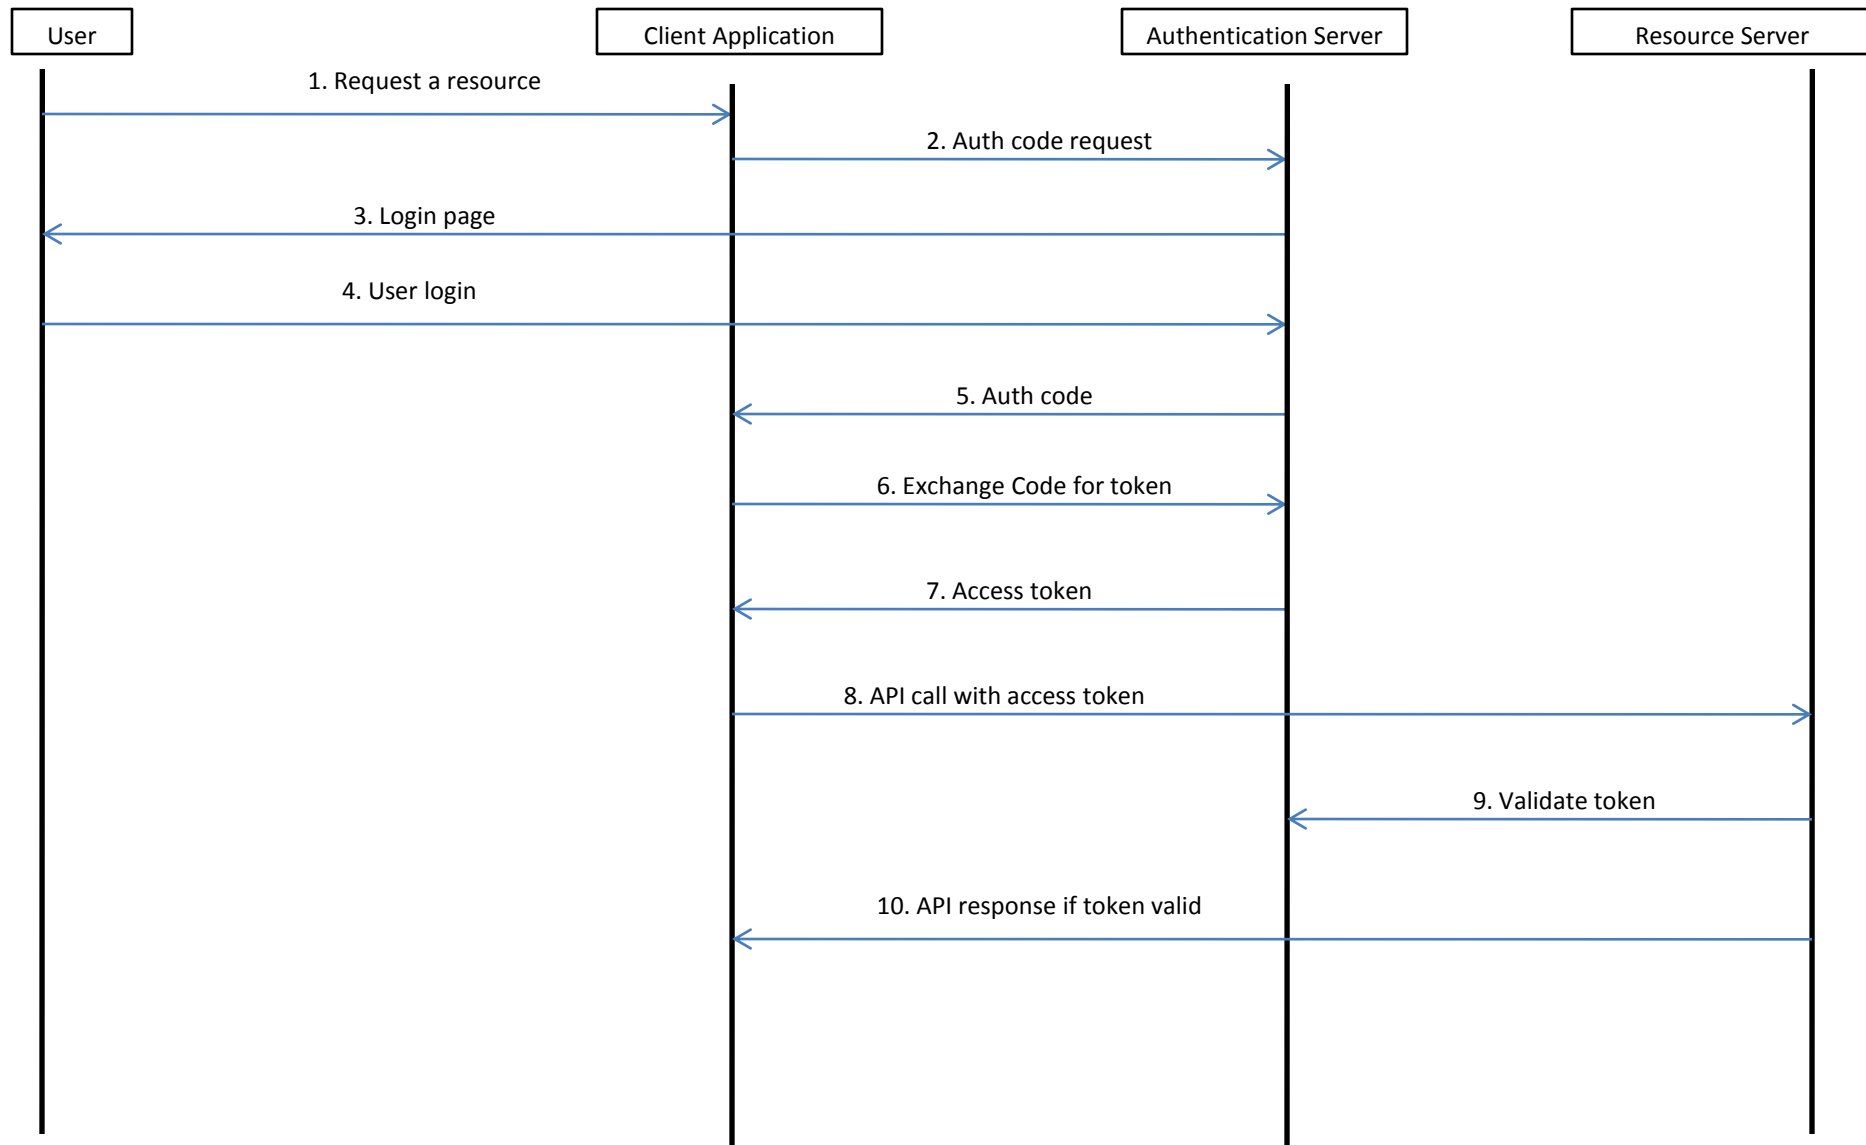 User
Client Application
Authentication Server
Resource Server
1. Request a resource
2. Auth code request
3. Login page
4. User login
5. Auth code
6. Exchange Code for token
7. Access token
8. API call with access token
9. Validate token
10. API response if token valid